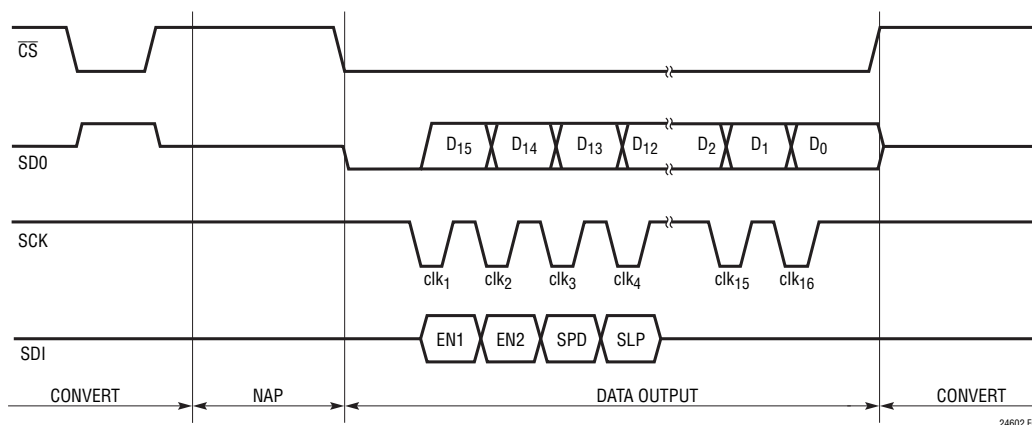 CS
SD0
D15 D14 D13 D12 D2 D1 D0
SCK
clk1 clk2 clk3 clk4 clk15 clk16
SDI
EN1 EN2 SPD SLP
CONVERT NAP DATA OUTPUT CONVERT
24602 F